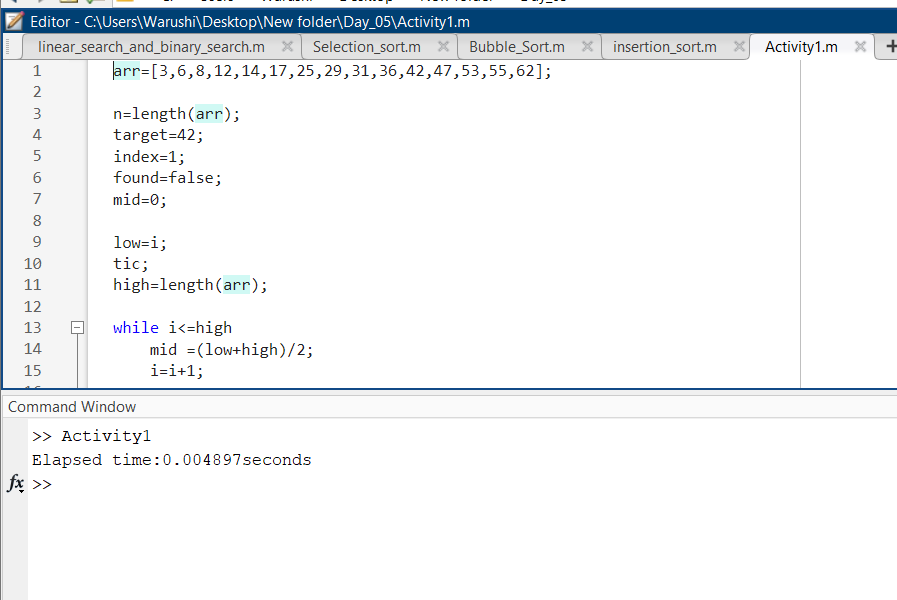 Editor - C:\Users\Warushi\Desktop\New folder\Day_05\Activity1.m
linear_search_and_binary_search.m Selection_sort.m Bubble_Sort.m insertion_sort.m Activity1.m
1 arr=[3,6,8,12,14,17,25,29,31,36,42,47,53,55,62];
2
3 n=length(arr);
4 target=42;
5 index=1;
6 found=false;
7 mid=0;
8
9 low=i;
10 tic;
11 high=length(arr);
12
13 while i<=high
14 mid =(low+high)/2;
15 i=i+1;
Command Window
>> Activity1
Elapsed time:0.004897seconds
fx >>